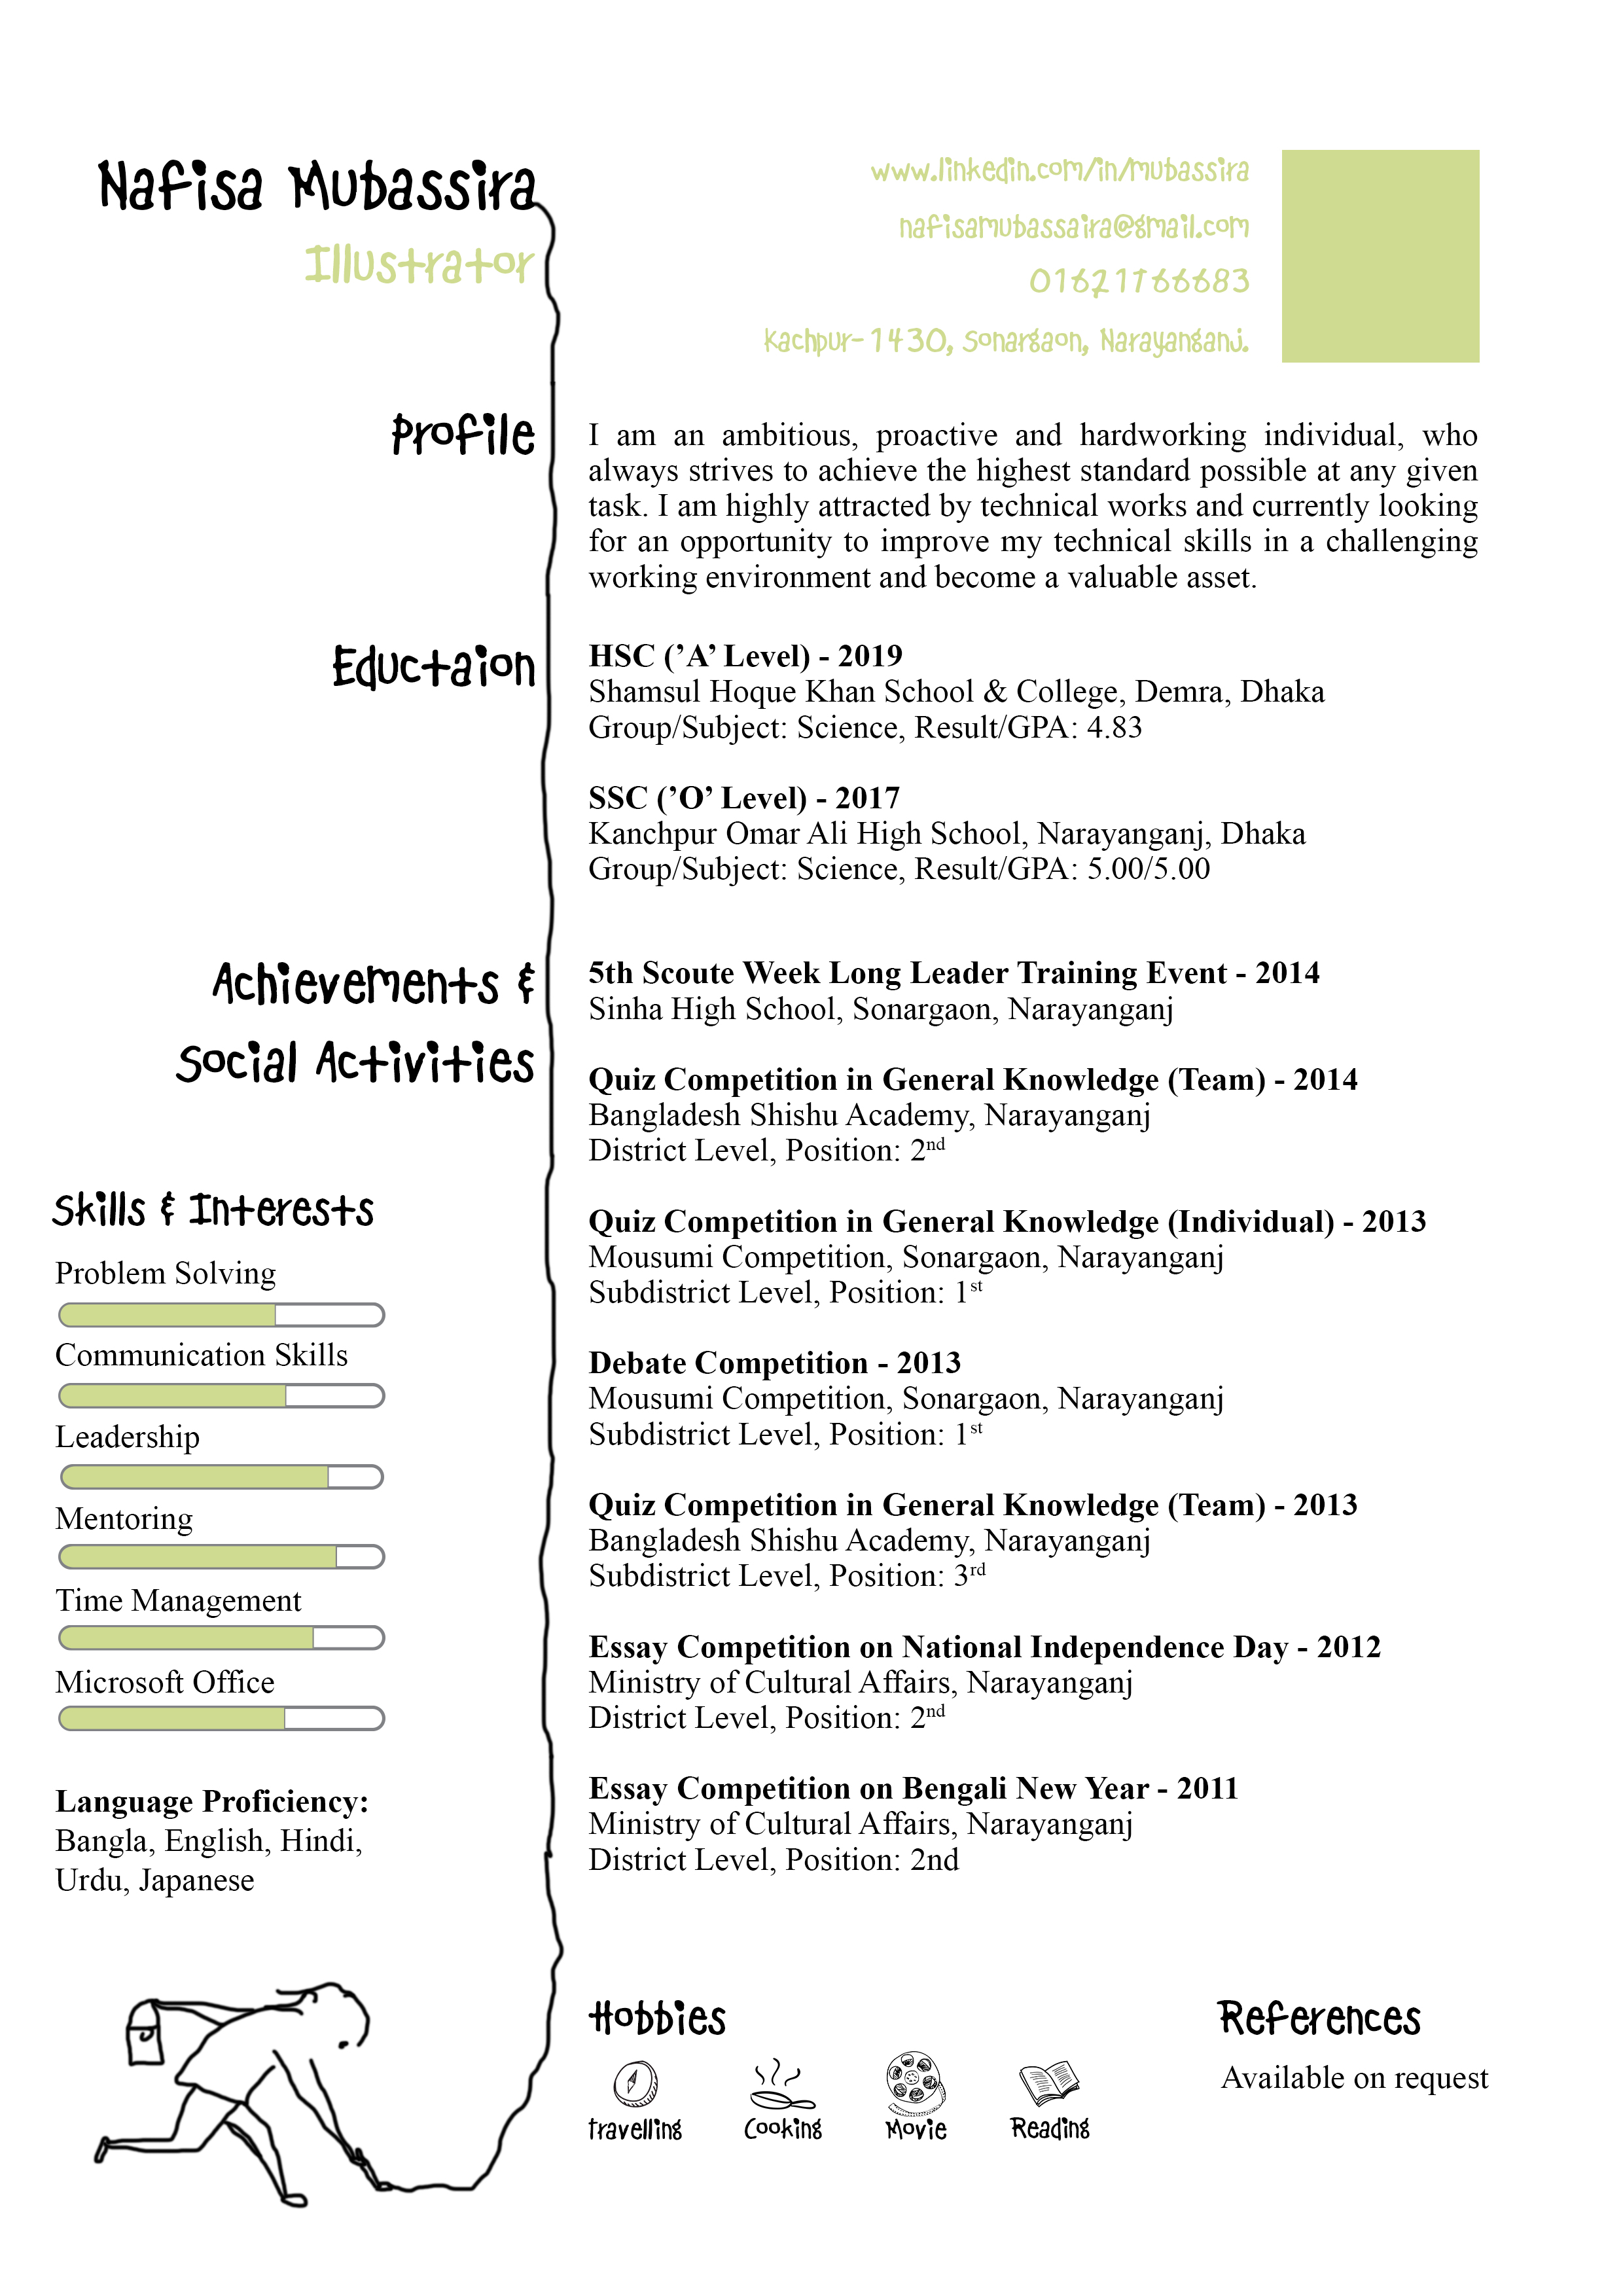 Nafisa Mubassira
Illustrator
www.linkedin.com/in/mubassira
nafisamubassaira@gmail.com
01621766683
Kachpur-1430, Sonargaon, Narayanganj.
Profile
I am an ambitious, proactive and hardworking individual, who
always strives to achieve the highest standard possible at any given
task. I am highly attracted by technical works and currently looking
for an opportunity to improve my technical skills in a challenging
working environment and become a valuable asset.
Eductaion
HSC (’A’ Level) - 2019
Shamsul Hoque Khan School & College, Demra, Dhaka
Group/Subject: Science, Result/GPA: 4.83
SSC (’O’ Level) - 2017
Kanchpur Omar Ali High School, Narayanganj, Dhaka
Group/Subject: Science, Result/GPA: 5.00/5.00
Achievements &
Social Activities
5th Scoute Week Long Leader Training Event - 2014
Sinha High School, Sonargaon, Narayanganj
Quiz Competition in General Knowledge (Team) - 2014
Bangladesh Shishu Academy, Narayanganj
District Level, Position: 2nd
Quiz Competition in General Knowledge (Individual) - 2013
Mousumi Competition, Sonargaon, Narayanganj
Subdistrict Level, Position: 1st
Debate Competition - 2013
Mousumi Competition, Sonargaon, Narayanganj
Subdistrict Level, Position: 1st
Quiz Competition in General Knowledge (Team) - 2013
Bangladesh Shishu Academy, Narayanganj
Subdistrict Level, Position: 3rd
Essay Competition on National Independence Day - 2012
Ministry of Cultural Affairs, Narayanganj
District Level, Position: 2nd
Essay Competition on Bengali New Year - 2011
Ministry of Cultural Affairs, Narayanganj
District Level, Position: 2nd
Skills & Interests
Problem Solving
Communication Skills
Leadership
Mentoring
Time Management
Microsoft Office
Language Proficiency:
Bangla, English, Hindi,
Urdu, Japanese
Hobbies
Travelling
Cooking
Movie
Reading
References
Available on request